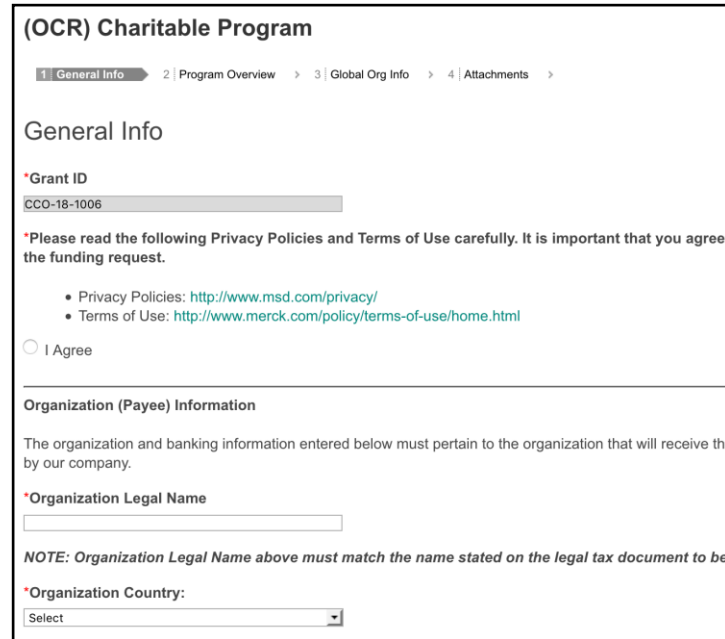 (OCR) Charitable Program
1 General Info 2 Program Overview > 3 Global Org Info > 4 Attachments >
General Info
*Grant ID
CCO-18-1006
*Please read the following Privacy Policies and Terms of Use carefully. It is important that you agree
the funding request.
• Privacy Policies: http://www.msd.com/privacy/
• Terms of Use: http://www.merck.com/policy/terms-of-use/home.html
I Agree
Organization (Payee) Information
The organization and banking information entered below must pertain to the organization that will receive th
by our company.
*Organization Legal Name
NOTE: Organization Legal Name above must match the name stated on the legal tax document to be
*Organization Country:
Select